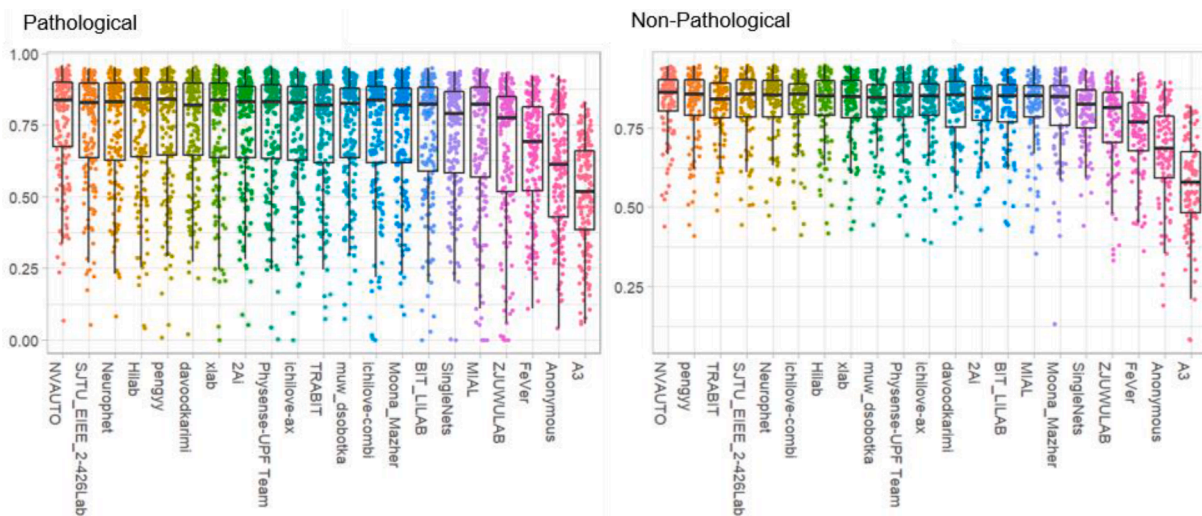 Pathological
Non-Pathological
1.00
0.75
0.50
0.25
0.00
NVAUTO
SJTU_EIEE_2-426Lab
Neurophet
Hilab
pengyy
davoodkarimi
xlab
2Ai
Physense-UPF Team
ichilove-ax
TRABIT
muw_dsobotka
ichilove-combi
Moona_Mazher
BIT_LILAB
SingleNets
MIAL
ZJUWULAB
FeVer
Anonymous
A3
0.75
0.50
0.25
NVAUTO
pengyy
TRABIT
SJTU_EIEE_2-426Lab
Neurophet
ichilove-combi
Hilab
xlab
muw_dsobotka
Physense-UPF Team
ichilove-ax
davoodkarimi
2Ai
BIT_LILAB
MIAL
Moona_Mazher
SingleNets
ZJUWULAB
FeVer
Anonymous
A3